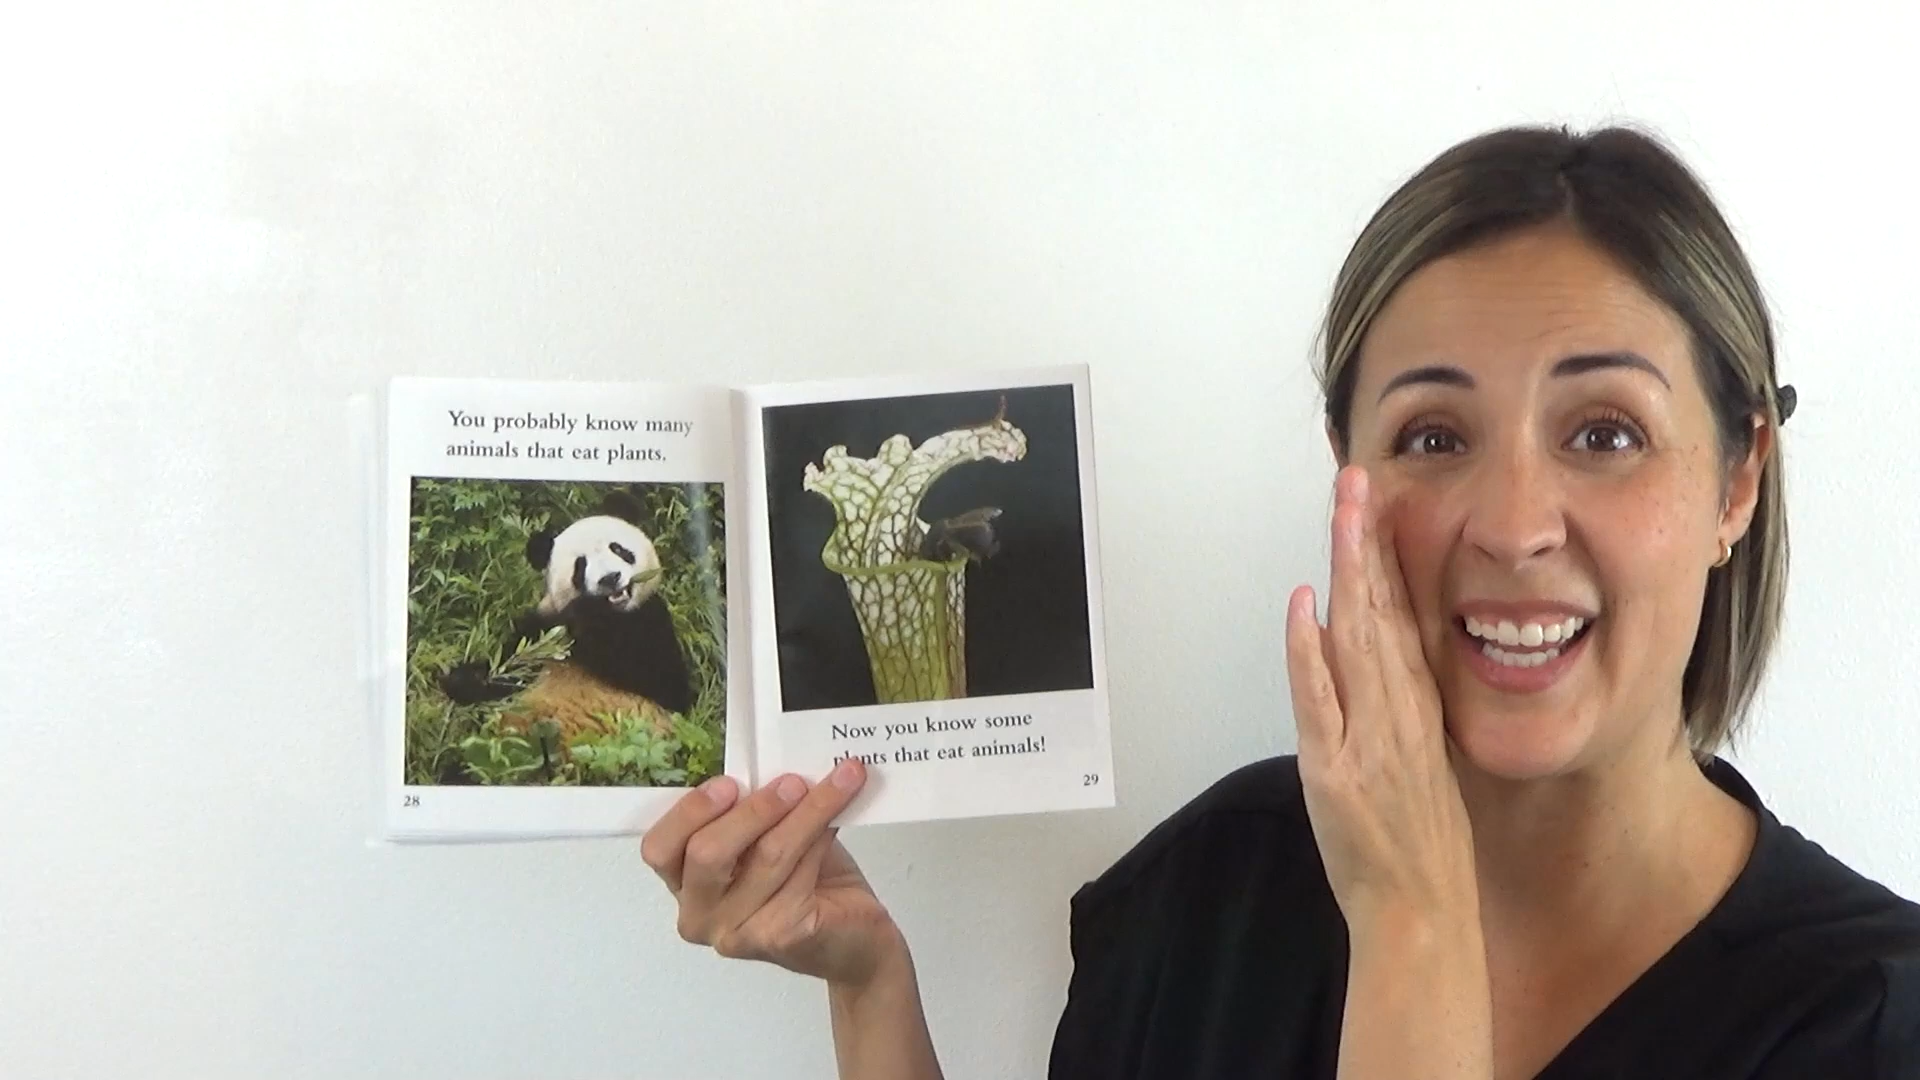 You probably know many
animals that eat plants.
28
Now you know some
plants that eat animals!
29